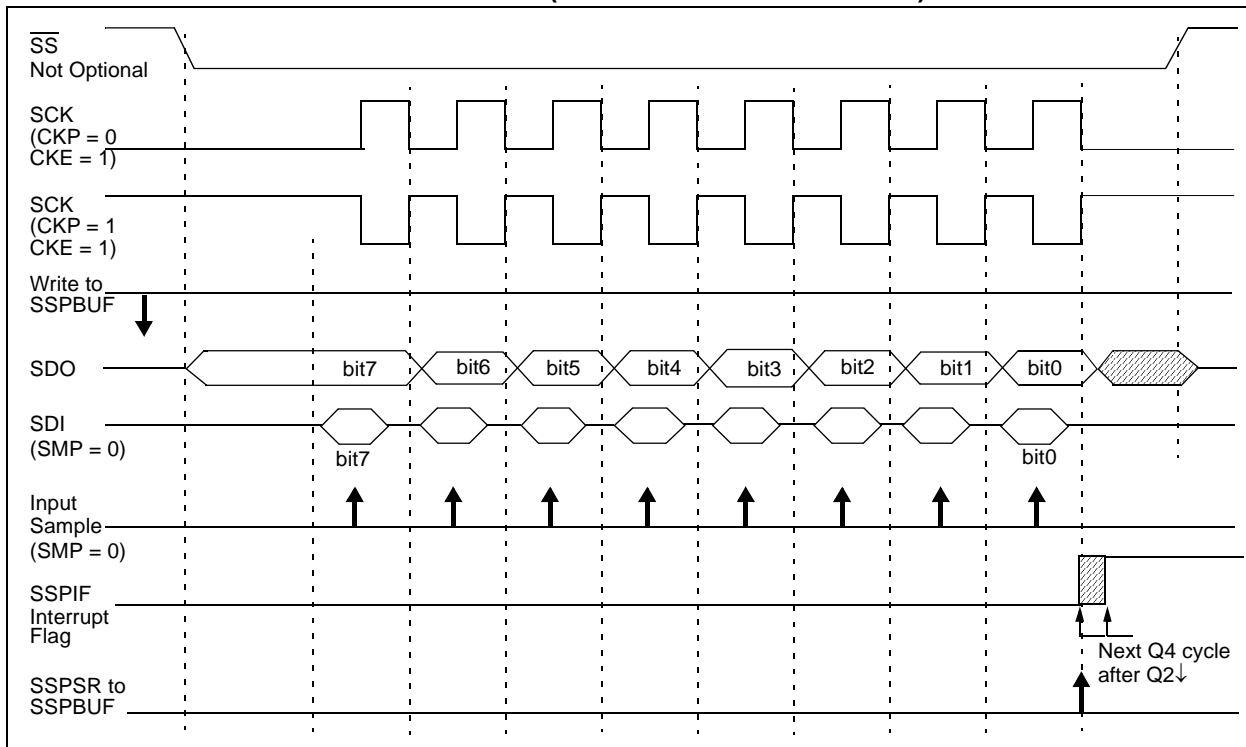 SS
Not Optional
SCK
(CKP = 0
CKE = 1)
SCK
(CKP = 1
CKE = 1)
Write to
SSPBUF
SDO
bit7 bit6 bit5 bit4 bit3 bit2 bit1 bit0
SDI
(SMP = 0)
bit7 bit0
Input
Sample
(SMP = 0)
SSPIF
Interrupt
Flag
Next Q4 cycle
after Q2↓
SSPSR to
SSPBUF